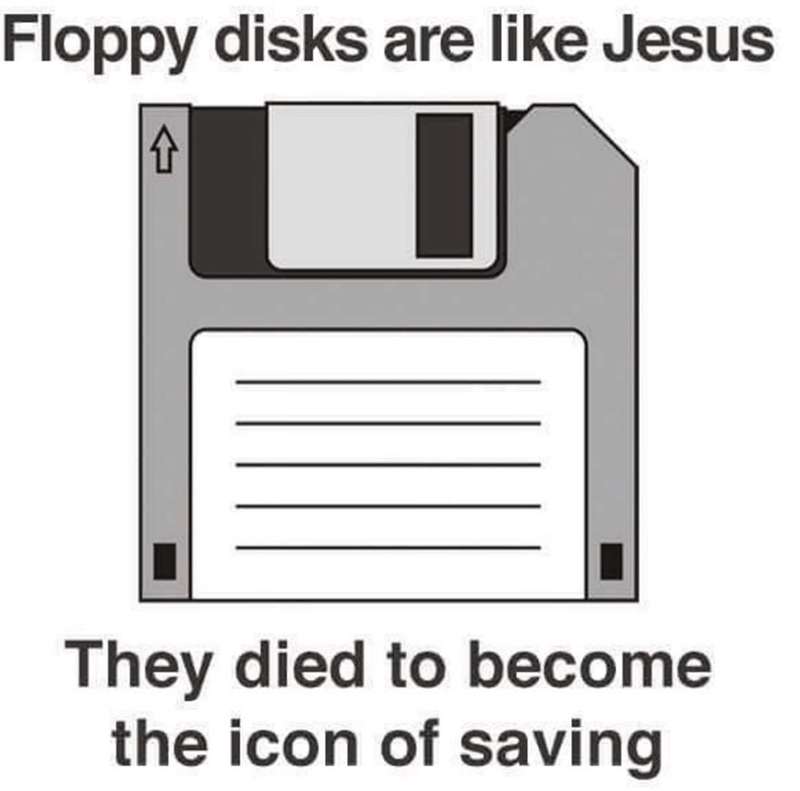 Floppy disks are like Jesus
They died to become
the icon of saving